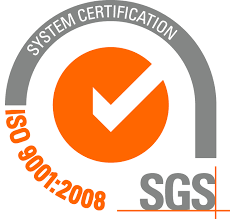 SYSTEM CERTIFICATION
ISO 9001:2008
SGS